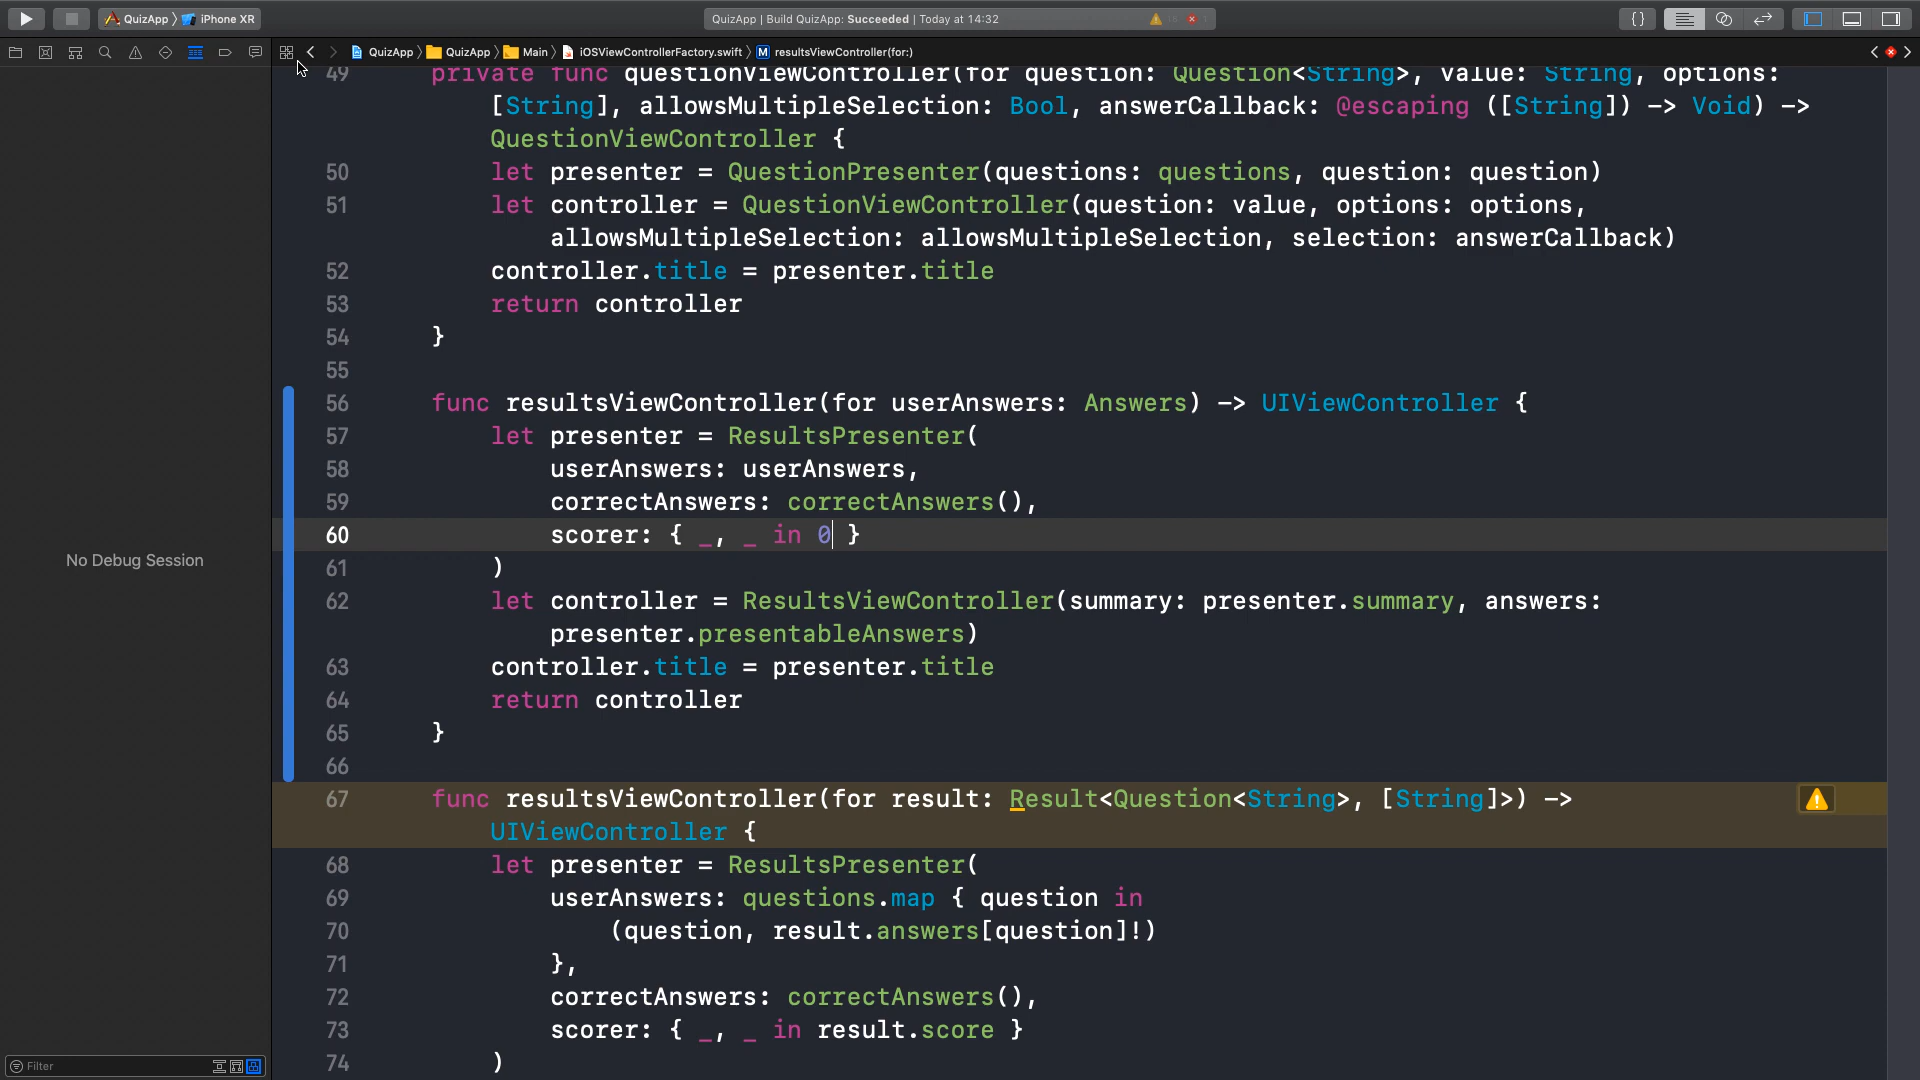 QuizApp 〉 iPhone XR
QuizApp | Build QuizApp: Succeeded | Today at 14:32
QuizApp 〉 QuizApp 〉 Main 〉 iOSViewControllerFactory.swift 〉 M resultsViewController(for:)
49 private func questionViewController(for question: Question<String>, value: String, options:
[String], allowsMultipleSelection: Bool, answerCallback: @escaping ([String]) -> Void) ->
QuestionViewController {
50 let presenter = QuestionPresenter(questions: questions, question: question)
51 let controller = QuestionViewController(question: value, options: options,
allowsMultipleSelection: allowsMultipleSelection, selection: answerCallback)
52 controller.title = presenter.title
53 return controller
54 }
55
56 func resultsViewController(for userAnswers: Answers) -> UIViewController {
57 let presenter = ResultsPresenter(
58 userAnswers: userAnswers,
59 correctAnswers: correctAnswers(),
60 scorer: { _, _ in 0 }
61 )
62 let controller = ResultsViewController(summary: presenter.summary, answers:
presenter.presentableAnswers)
63 controller.title = presenter.title
64 return controller
65 }
66
67 func resultsViewController(for result: Result<Question<String>, [String]>) ->
UIViewController {
68 let presenter = ResultsPresenter(
69 userAnswers: questions.map { question in
70 (question, result.answers[question]!)
71 },
72 correctAnswers: correctAnswers(),
73 scorer: { _, _ in result.score }
74 )
No Debug Session
Filter